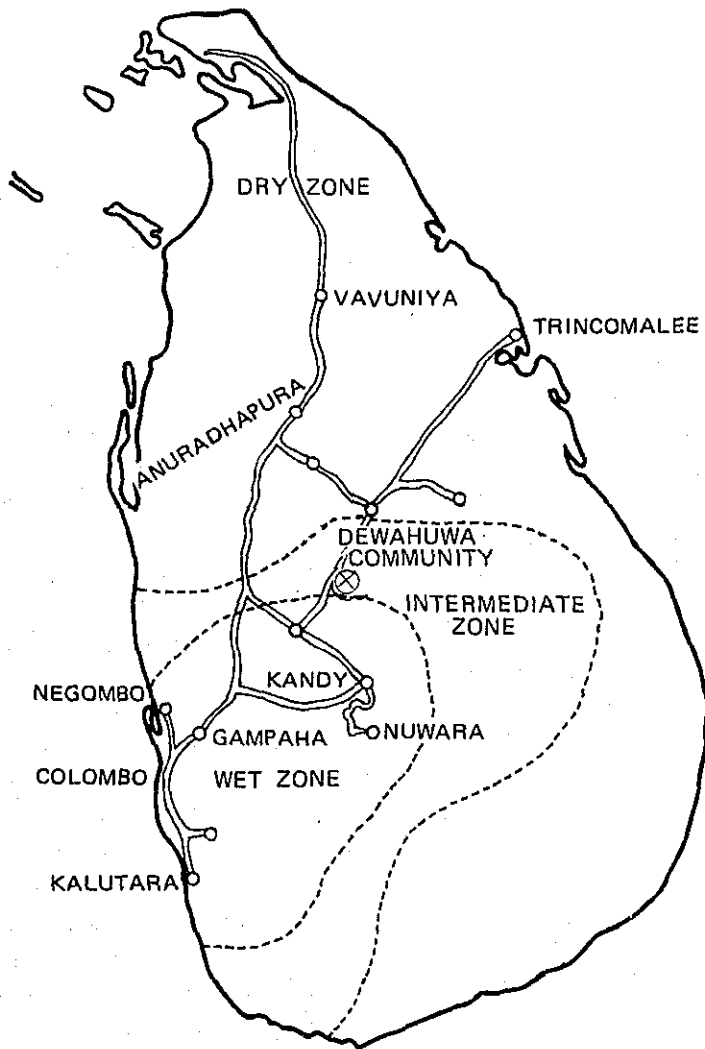 DRY ZONE
VAVUNIYA
TRINCOMALEE
ANURADHAPURA
DEWAHUWA
COMMUNITY
INTERMEDIATE
ZONE
KANDY
NEGOMBO
NUWARA
GAMPAHA
COLOMBO
WET ZONE
KALUTARA